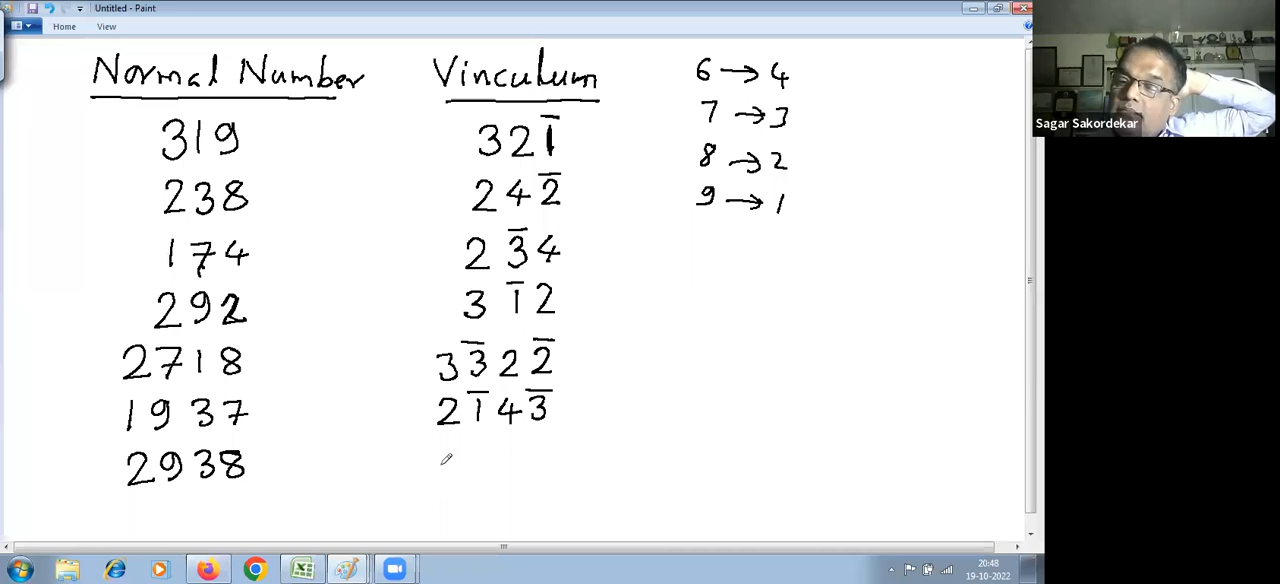 Untitled - Paint
Home View
Normal Number Vinculum 6 → 4
319 321̅ 7 → 3
238 242̅ 8 → 2
174 23̅4 9 → 1
292 31̅2
2718 33̅22̅
1937 21̅43̅
2938
Sagar Sakordekar
20:48
19-10-2022